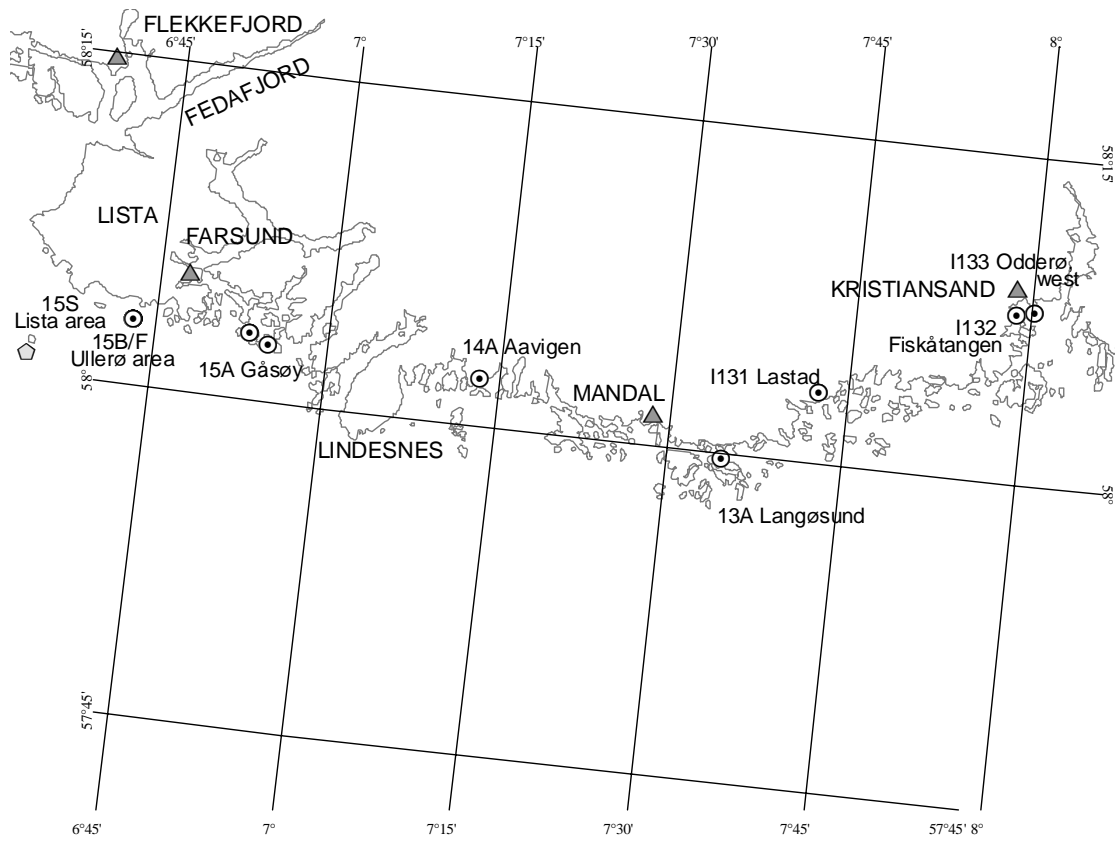 FLEKKEFJORD
58°15'
6°45'
7°
7°15'
7°30'
7°45'
8°
FEDAFJORD
58°15'
LISTA
FARSUND
I133 Odderø,
west
KRISTIANSAND
15S
Lista area
15B/F
Ullerø area
I132
Fiskåtangen
14A Aavigen
15A Gåsøy
I131 Lastad
58°
MANDAL
LINDESNES
58°
13A Langøsund
57°45'
6°45'
7°
7°15'
7°30'
7°45'
57°45' 8°